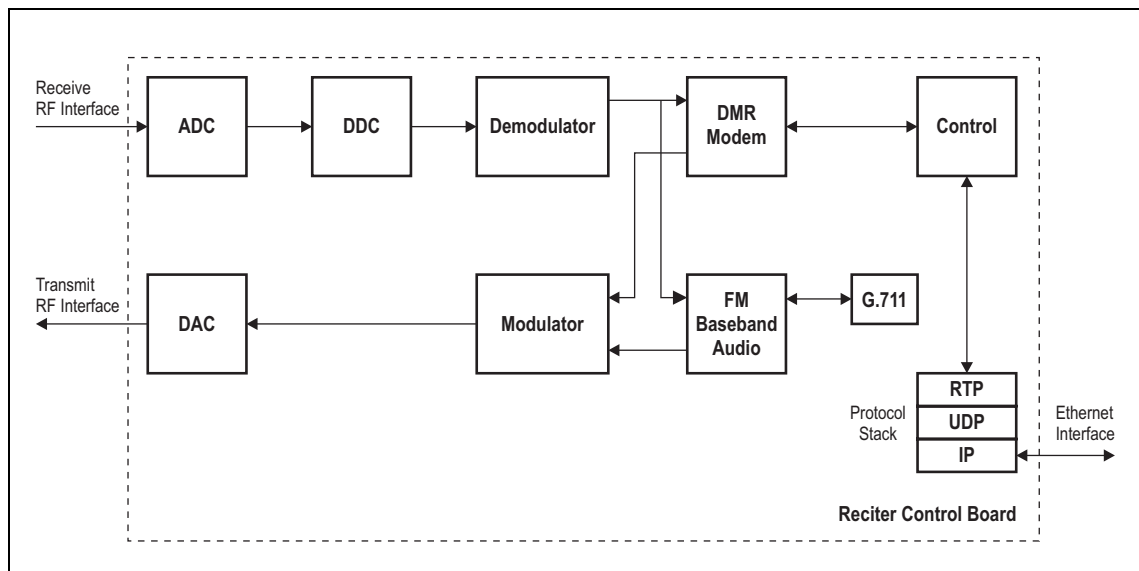 Receive
RF Interface
ADC
DDC
Demodulator
DMR
Modem
Control
Transmit
RF Interface
DAC
Modulator
FM
Baseband
Audio
G.711
Protocol
Stack
RTP
UDP
IP
Ethernet
Interface
Reciter Control Board